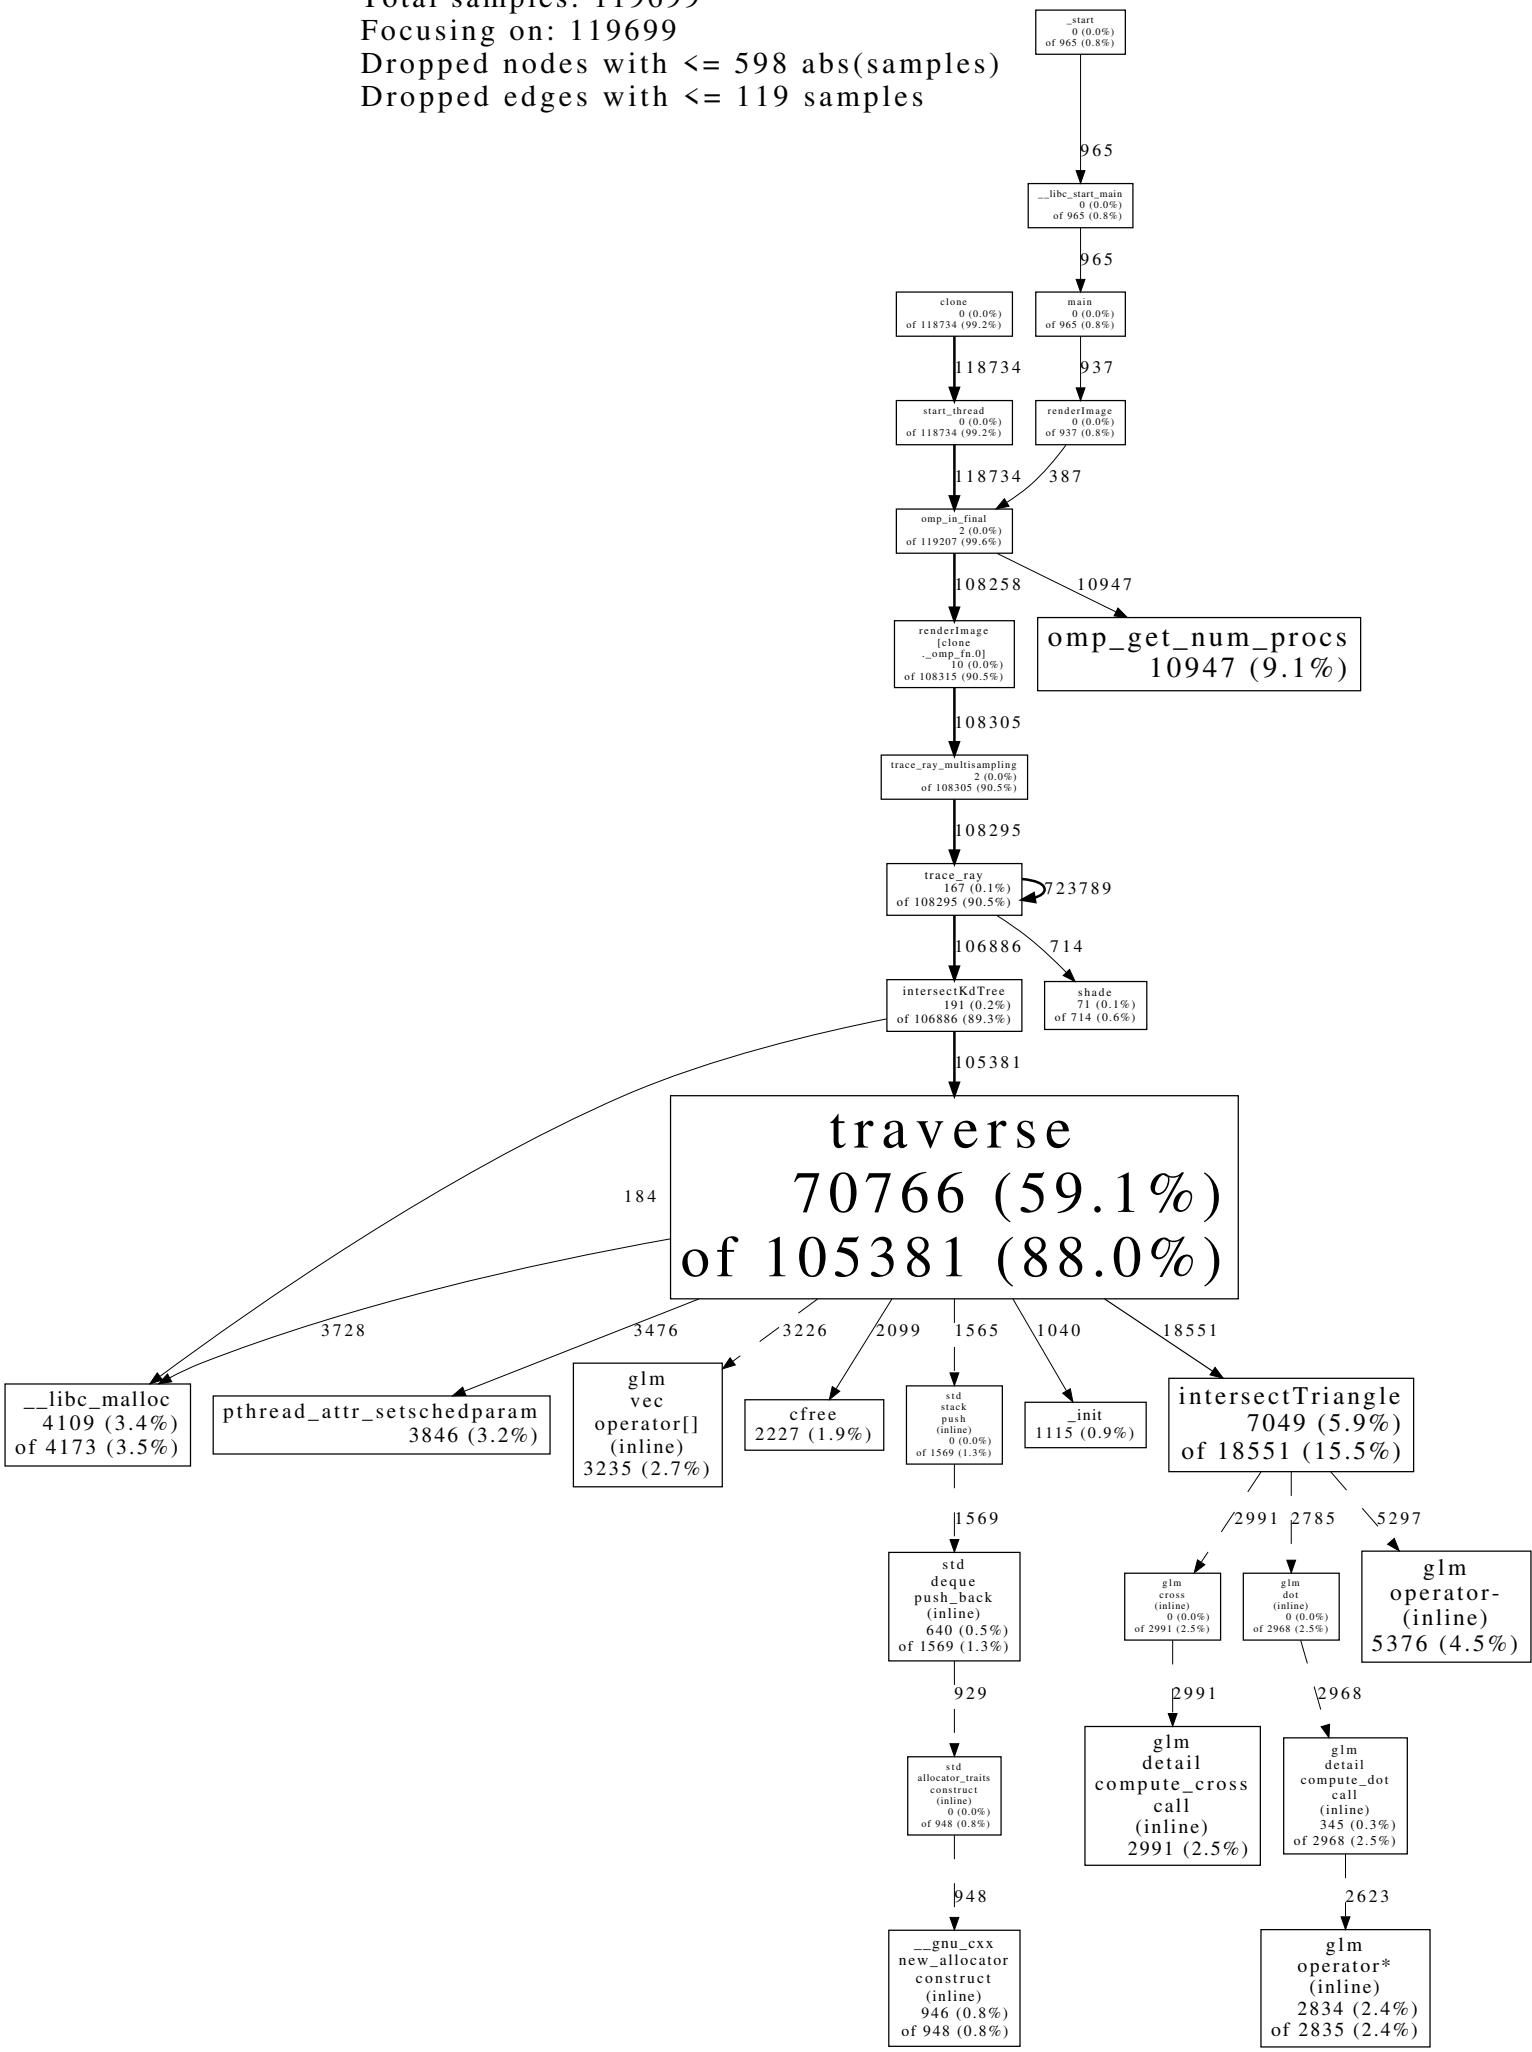 Total samples: 119699
Focusing on: 119699
Dropped nodes with <= 598 abs(samples)
Dropped edges with <= 119 samples
_start
0 (0.0%)
of 965 (0.8%)
965
__libc_start_main
0 (0.0%)
of 965 (0.8%)
965
clone
0 (0.0%)
of 118734 (99.2%)
main
0 (0.0%)
of 965 (0.8%)
118734
937
start_thread
0 (0.0%)
of 118734 (99.2%)
renderImage
0 (0.0%)
of 937 (0.8%)
118734
387
omp_in_final
2 (0.0%)
of 119207 (99.6%)
108258
10947
renderImage
[clone
._omp_fn.0]
10 (0.0%)
of 108315 (90.5%)
omp_get_num_procs
10947 (9.1%)
108305
trace_ray_multisampling
2 (0.0%)
of 108305 (90.5%)
108295
trace_ray
167 (0.1%)
of 108295 (90.5%)
723789
106886
714
intersectKdTree
191 (0.2%)
of 106886 (89.3%)
shade
71 (0.1%)
of 714 (0.6%)
105381
traverse
70766 (59.1%)
of 105381 (88.0%)
184
3728
3476
3226
2099
1565
1040
18551
__libc_malloc
4109 (3.4%)
of 4173 (3.5%)
pthread_attr_setschedparam
3846 (3.2%)
glm
vec
operator[]
(inline)
3235 (2.7%)
cfree
2227 (1.9%)
std
stack
push
(inline)
0 (0.0%)
of 1569 (1.3%)
_init
1115 (0.9%)
intersectTriangle
7049 (5.9%)
of 18551 (15.5%)
1569
2991
2785
5297
std
deque
push_back
(inline)
640 (0.5%)
of 1569 (1.3%)
glm
cross
(inline)
0 (0.0%)
of 2991 (2.5%)
glm
dot
(inline)
0 (0.0%)
of 2968 (2.5%)
glm
operator-
(inline)
5376 (4.5%)
929
2991
2968
std
allocator_traits
construct
(inline)
0 (0.0%)
of 948 (0.8%)
glm
detail
compute_cross
call
(inline)
2991 (2.5%)
glm
detail
compute_dot
call
(inline)
345 (0.3%)
of 2968 (2.5%)
948
2623
__gnu_cxx
new_allocator
construct
(inline)
946 (0.8%)
of 948 (0.8%)
glm
operator*
(inline)
2834 (2.4%)
of 2835 (2.4%)